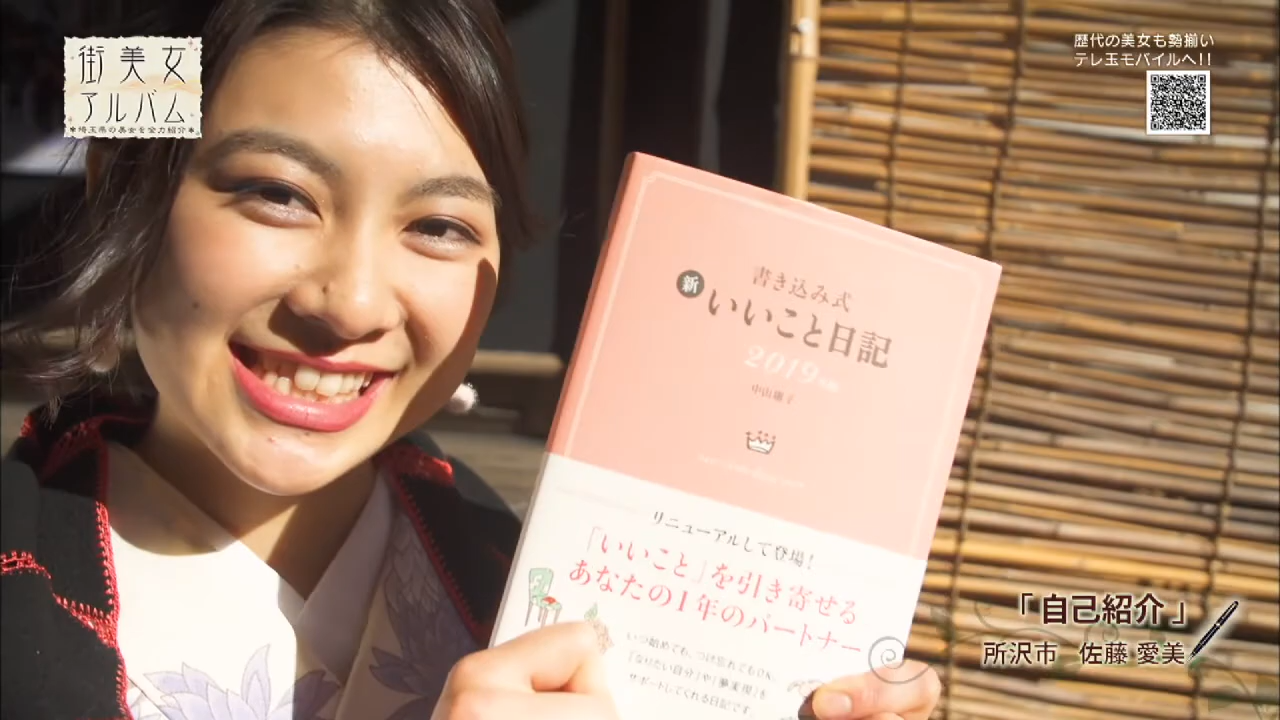 街美女
アルバム
*埼玉県の美女を全力紹介*
歴代の美女も勢揃い
テレ玉モバイルへ!!
書き込み式
新 いいこと日記
2019
中山庸子
リニューアルして登場!
「いいこと」を引き寄せる
あなたの1年のパートナー
いつ始めても、つけ忘れてもOK。
「なりたい自分」や「夢実現」を
サポートしてくれる日記です。
「自己紹介」
所沢市 佐藤 愛美